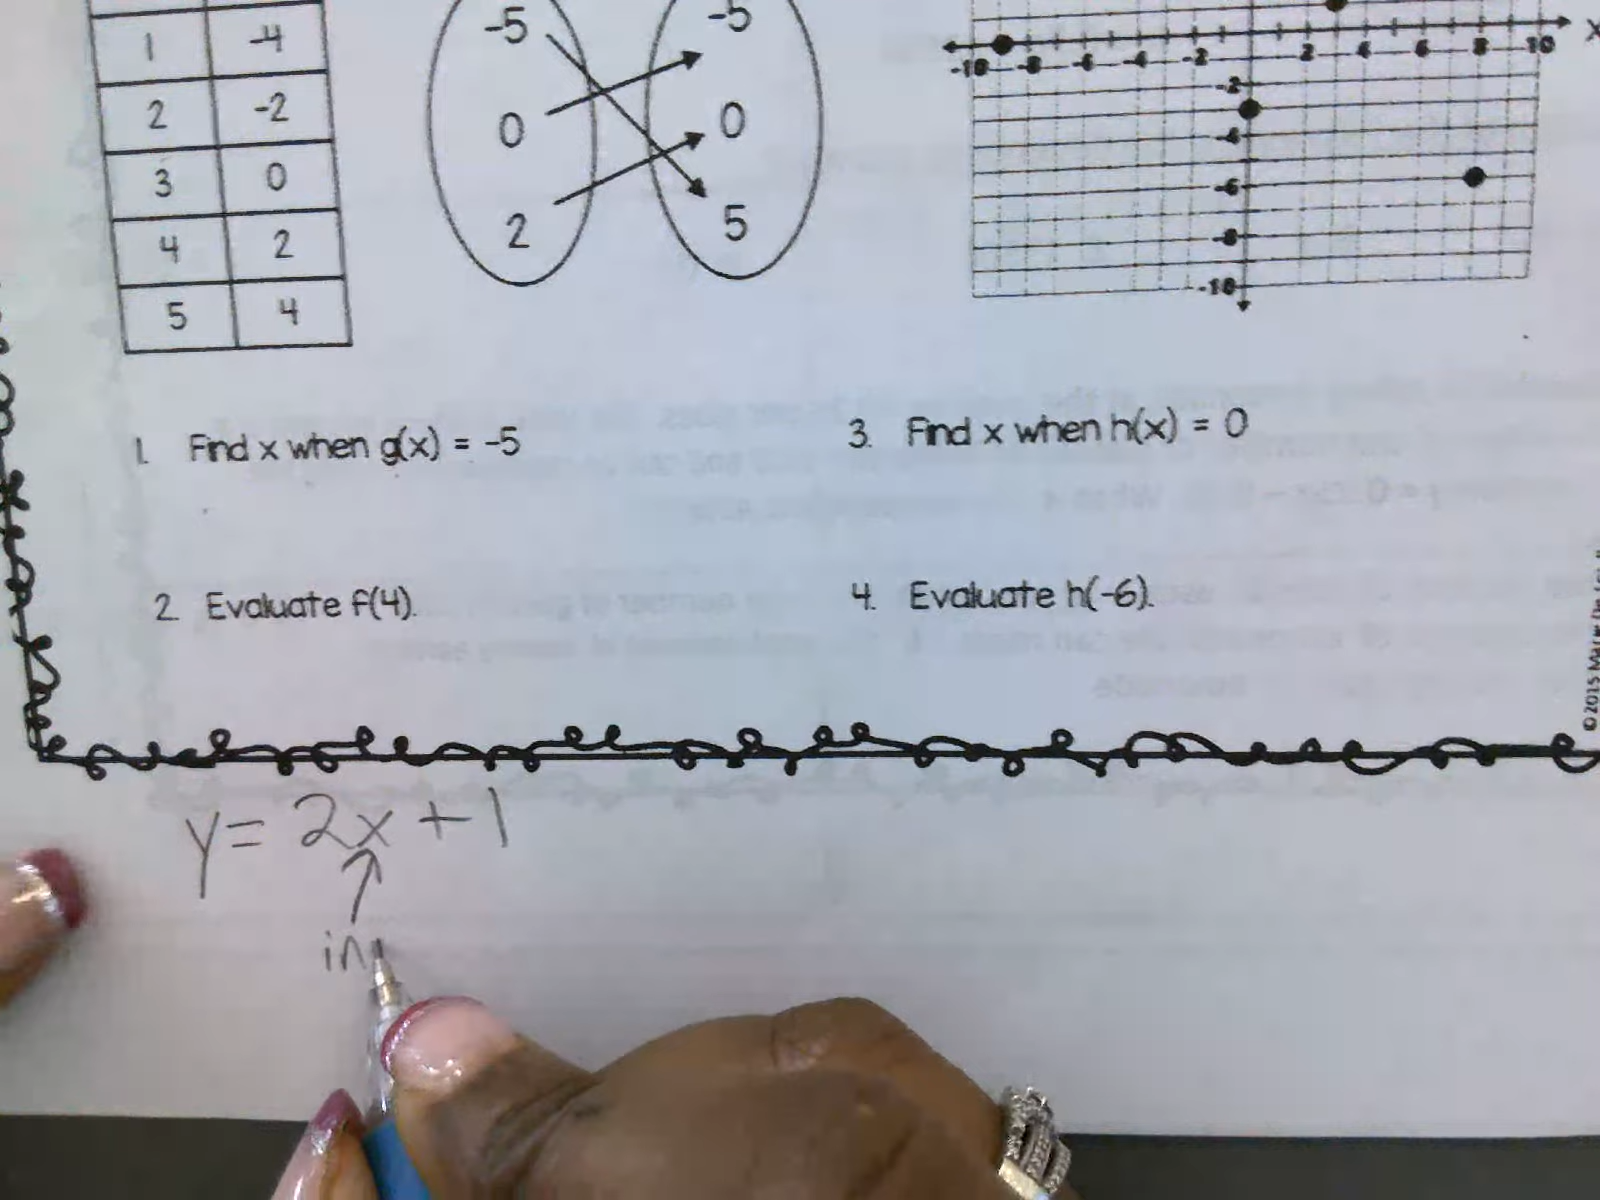 1 -4
2 -2
3 0
4 2
5 4
-5 -5
0 0
2 5
x
-10 -8 -6 -4 -2 2 4 6 8 10
-2
-4
-6
-8
-10
1. Find x when g(x) = -5
3. Find x when h(x) = 0
2. Evaluate f(4).
4. Evaluate h(-6).
©2015
y = 2x + 1
in